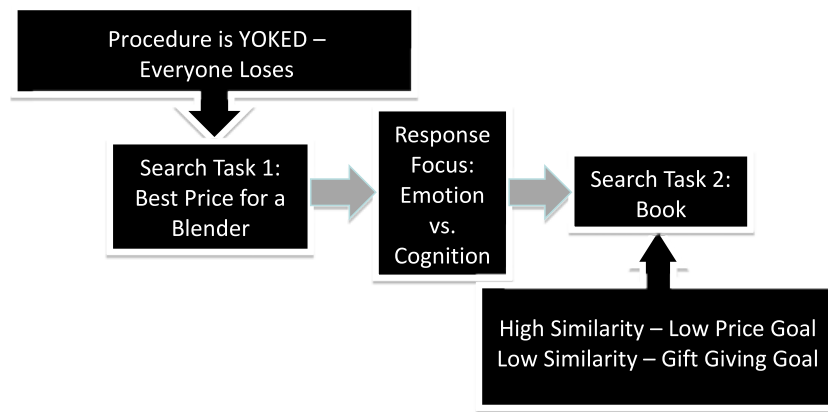 Procedure is YOKED –
Everyone Loses
Search Task 1:
Best Price for a
Blender
Response
Focus:
Emotion
vs.
Cognition
Search Task 2:
Book
High Similarity – Low Price Goal
Low Similarity – Gift Giving Goal